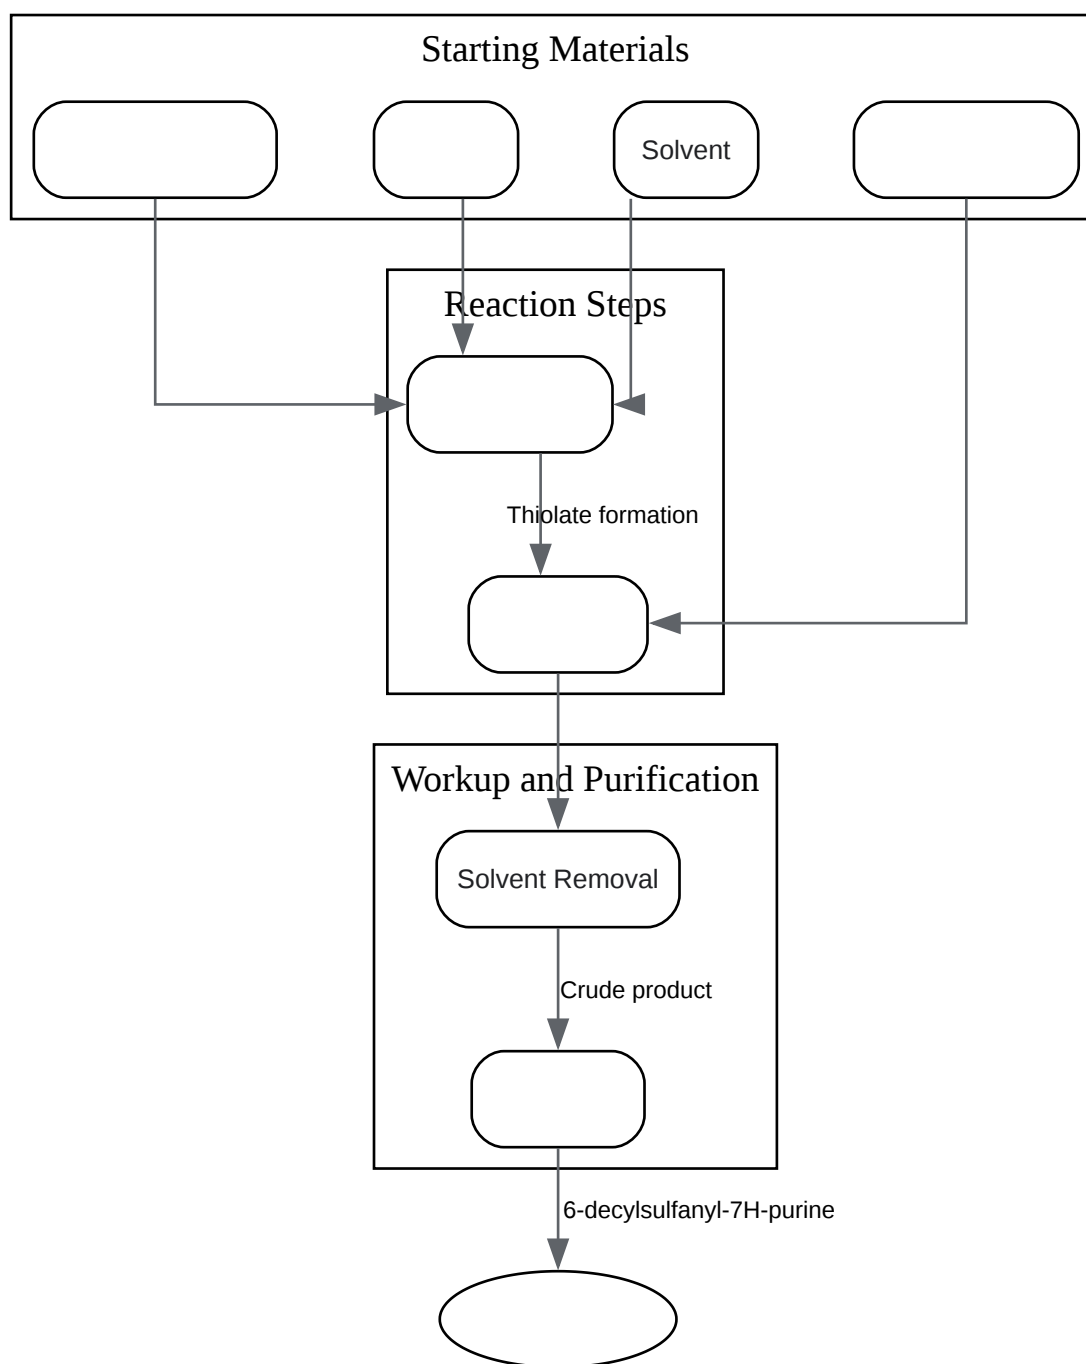 Starting Materials
Solvent
Reaction Steps
Thiolate formation
Workup and Purification
Solvent Removal
Crude product
6-decylsulfanyl-7H-purine